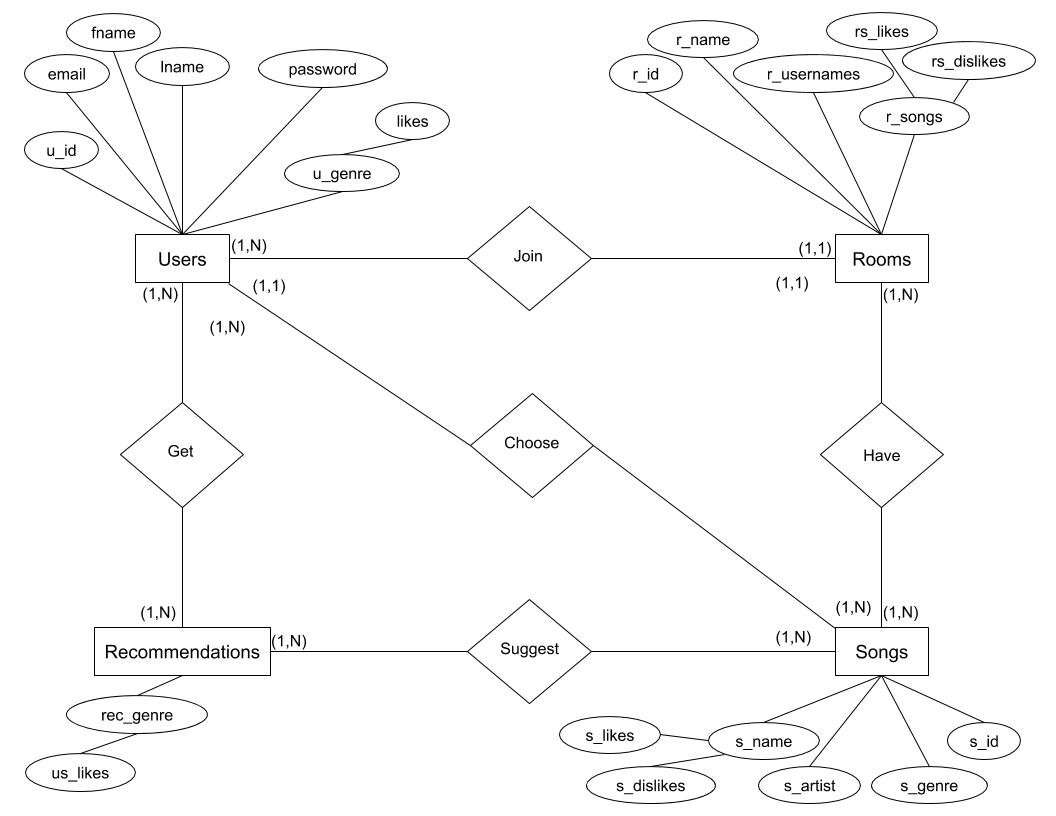 fname
email
lname
password
likes
u_id
u_genre
r_name
rs_likes
r_id
r_usernames
rs_dislikes
r_songs
Users
(1,N)
Join
(1,1)
Rooms
(1,N)
(1,1)
(1,1)
(1,N)
(1,N)
Get
Choose
Have
(1,N)
(1,N)
(1,N)
Recommendations
(1,N)
Suggest
(1,N)
Songs
rec_genre
us_likes
s_likes
s_name
s_id
s_dislikes
s_artist
s_genre